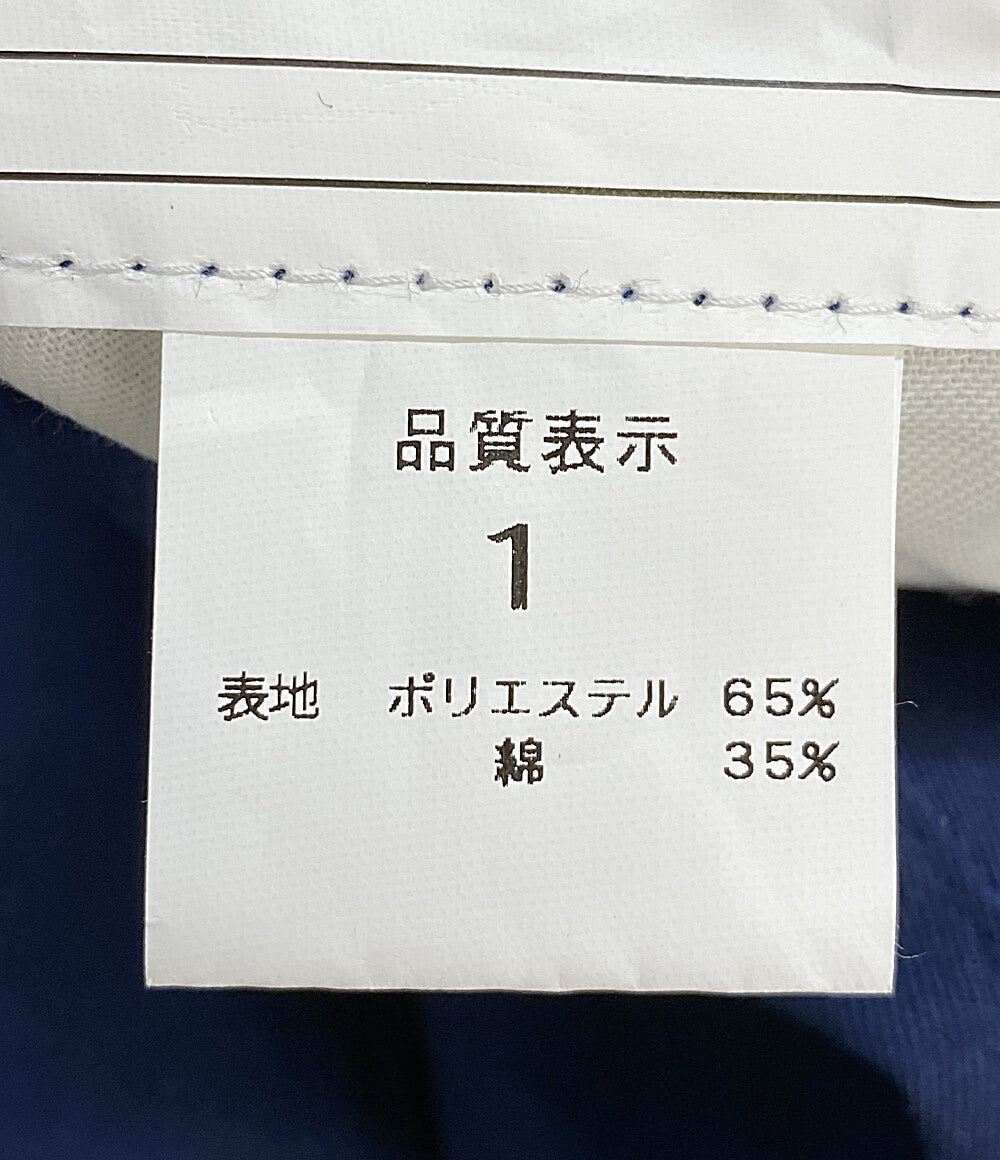 品質表示
1
表地 ポリエステル 65%
綿 35%